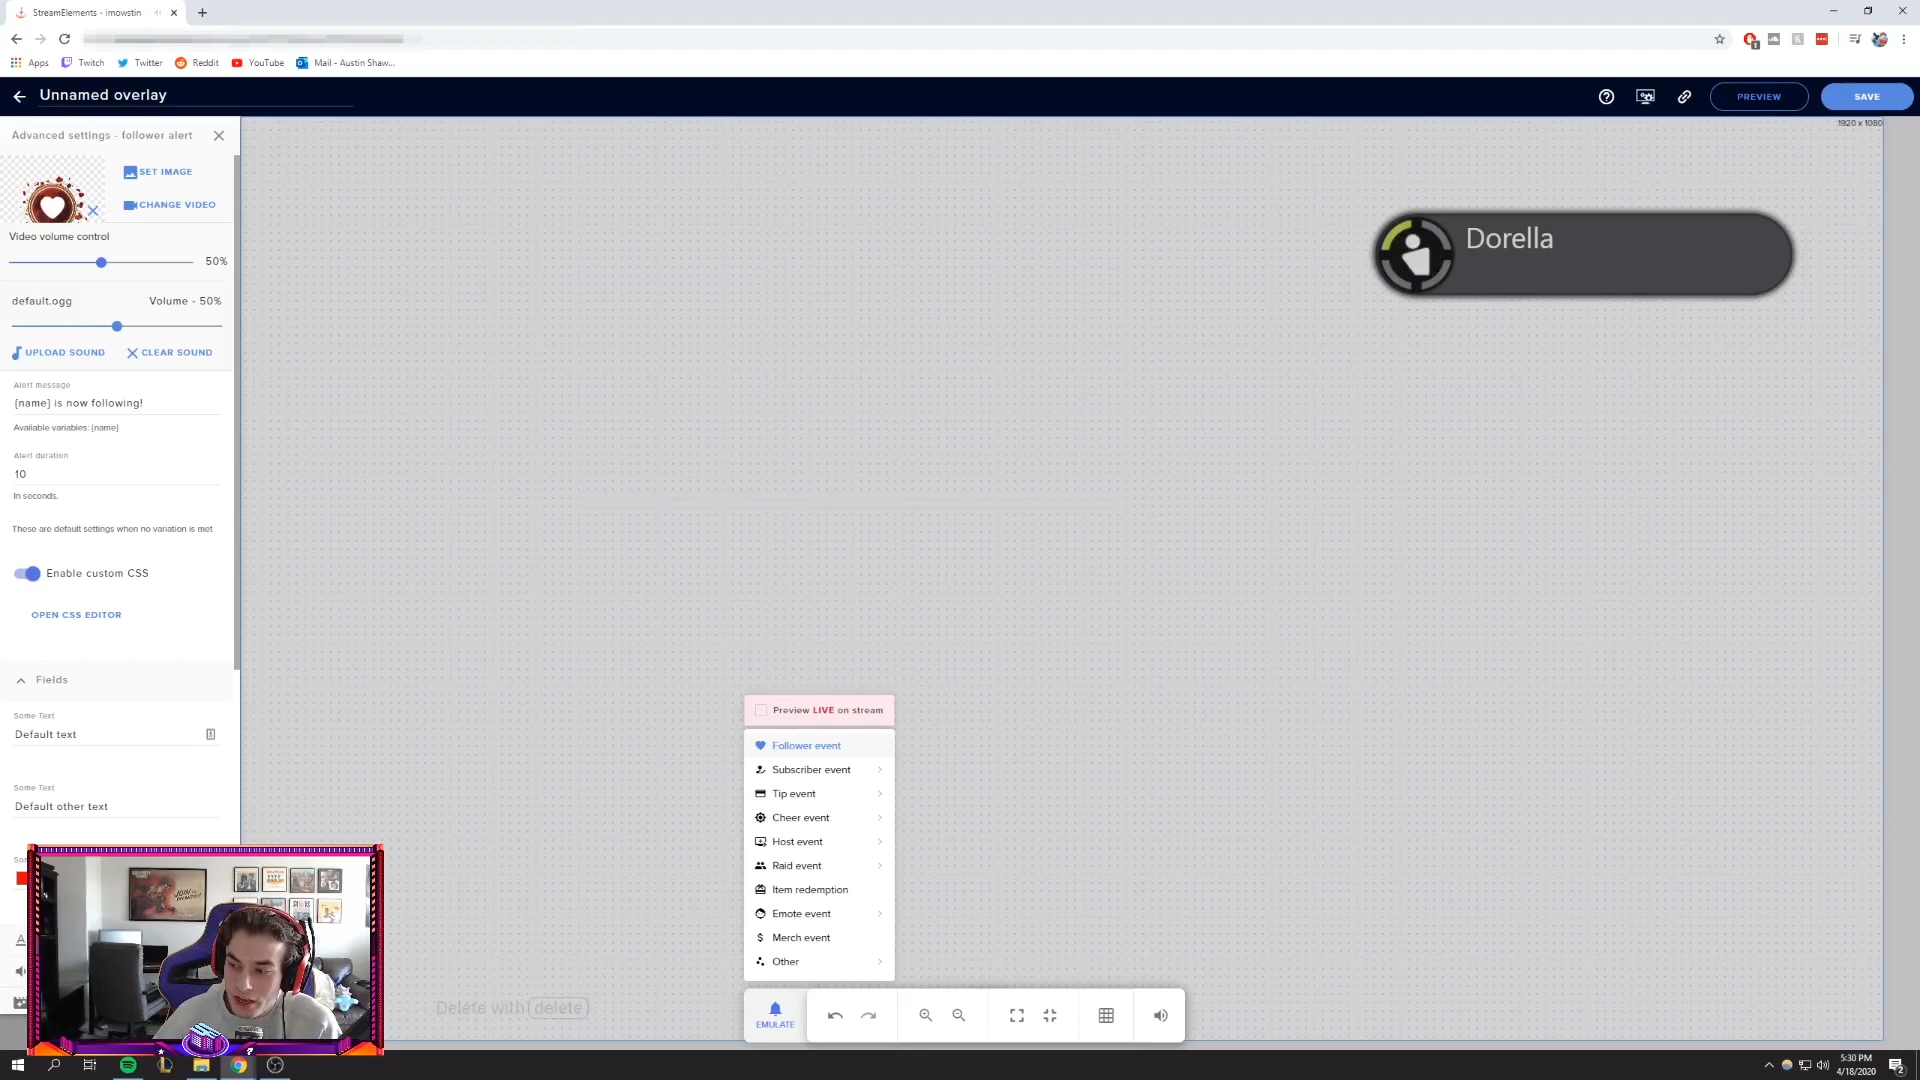 StreamElements - imowstin
Apps
Twitch
Twitter
Reddit
YouTube
Mail - Austin Shaw...
Unnamed overlay
PREVIEW
SAVE
Advanced settings - follower alert
1920 x 1080
SET IMAGE
CHANGE VIDEO
Video volume control
50%
default.ogg
Volume - 50%
UPLOAD SOUND
CLEAR SOUND
Alert message
{name} is now following!
Available variables: {name}
Alert duration
10
In seconds.
These are default settings when no variation is met
Enable custom CSS
OPEN CSS EDITOR
Fields
Some Text
Default text
Some Text
Default other text
Dorella
Preview LIVE on stream
Follower event
Subscriber event
Tip event
Cheer event
Host event
Raid event
Item redemption
Emote event
Merch event
Other
Delete with delete
EMULATE
5:30 PM
4/18/2020